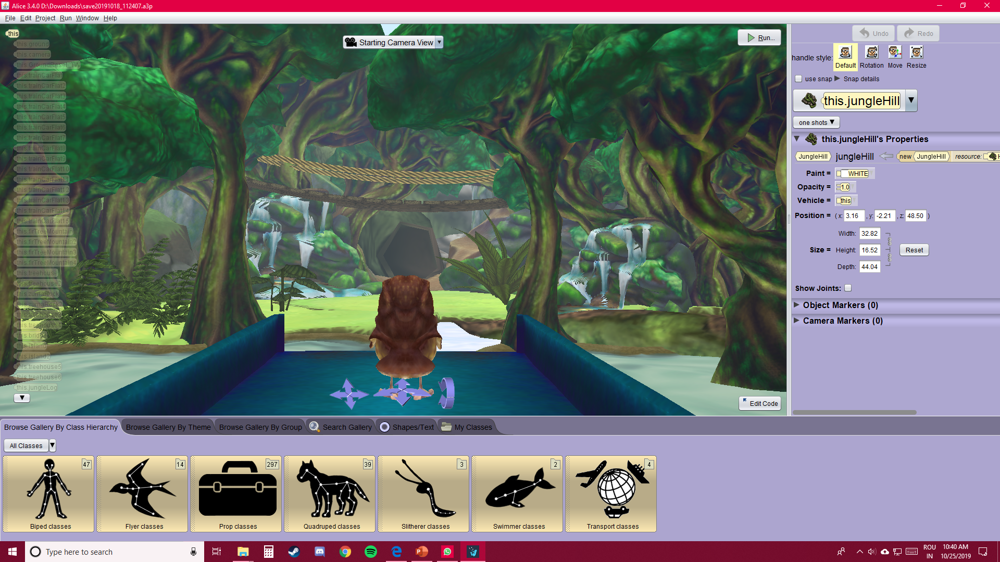 Alice 3.4.0 D:\Downloads\save20191018_112407.a3p
File Edit Project Run Window Help
this
this.ground
this.camera
this.GroundReset_TW
this.trainCarFlat
this.trainCarFlat2
this.trainCarFlat3
this.trainCarFlat4
this.trainCarFlat5
this.trainCarFlat6
this.trainCarFlat7
this.trainCarFlat8
this.trainCarFlat9
this.trainCarFlat10
this.trainCarFlat11
this.trainCarFlat12
this.trainCarFlat13
this.trainCarFlat14
this.trainCarFlat15
this.firTreeMountain
this.firTreeMountain2
this.firTreeMountain3
this.firTreeMountain4
this.treehouse
this.treehouse2
this.zumaRock
this.zumaRock2
this.treehouse4
this.bridge
this.island
this.island2
this.treehouse5
this.treehouse6
this.jungleLog
Starting Camera View
Run...
Edit Code
Undo Redo
handle style:
Default Rotation Move Resize
use snap Snap details
this.jungleHill
one shots
this.jungleHill's Properties
JungleHill jungleHill new JungleHill resource:
Paint = WHITE
Opacity = 1.0
Vehicle = this
Position = ( x: 3.16 , y: -2.21 , z: 48.50 )
Width: 32.82
Size = Height: 16.52 Reset
Depth: 44.04
Show Joints:
Object Markers (0)
Camera Markers (0)
Browse Gallery By Class Hierarchy Browse Gallery By Theme Browse Gallery By Group Search Gallery Shapes/Text My Classes
All Classes
47 14 297 39 3 2 4
Biped classes Flyer classes Prop classes Quadruped classes Slitherer classes Swimmer classes Transport classes
Type here to search
ROU 10:40 AM
IN 10/25/2019